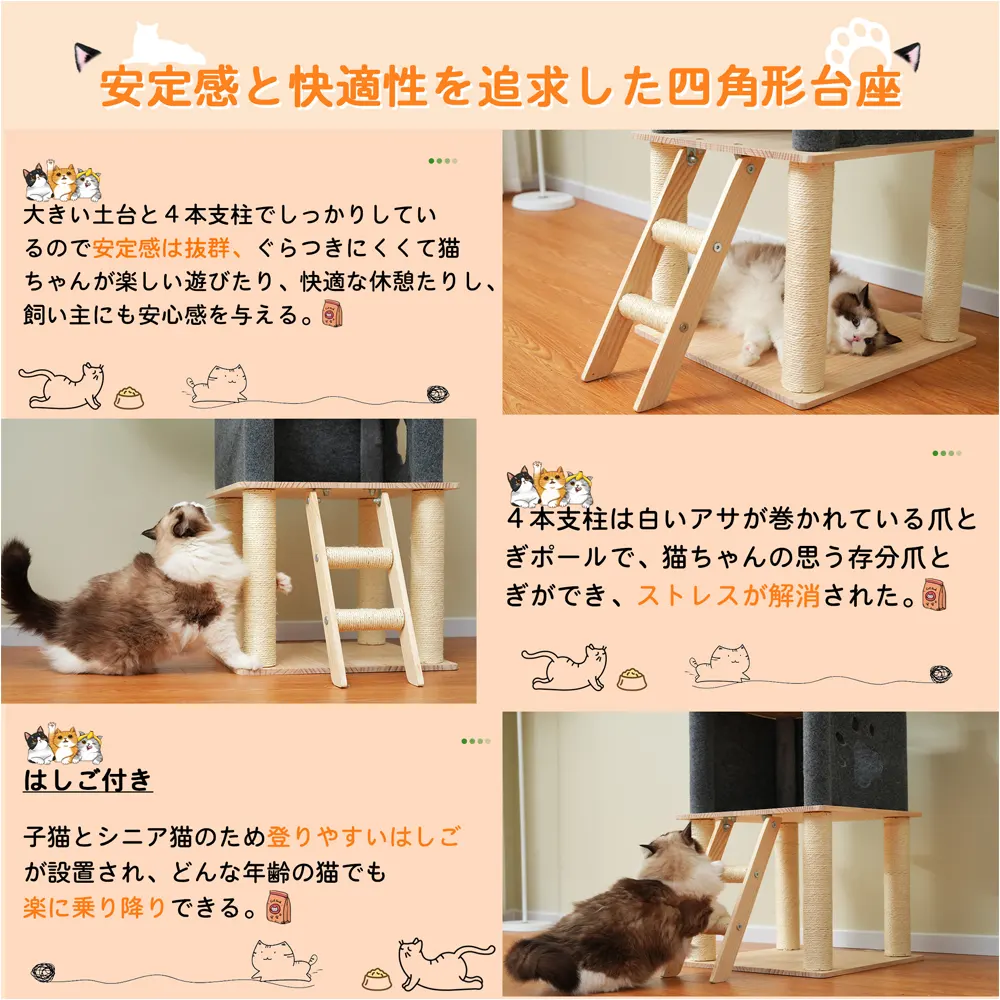 安定感と快適性を追求した四角形台座
大きい土台と４本支柱でしっかりしてい
るので安定感は抜群、ぐらつきにくくて猫
ちゃんが楽しい遊びたり、快適な休憩たりし、
飼い主にも安心感を与える。
４本支柱は白いアサが巻かれている爪と
ぎポールで、猫ちゃんの思う存分爪と
ぎができ、ストレスが解消された。
はしご付き
子猫とシニア猫のため登りやすいはしご
が設置され、どんな年齢の猫でも
楽に乗り降りできる。